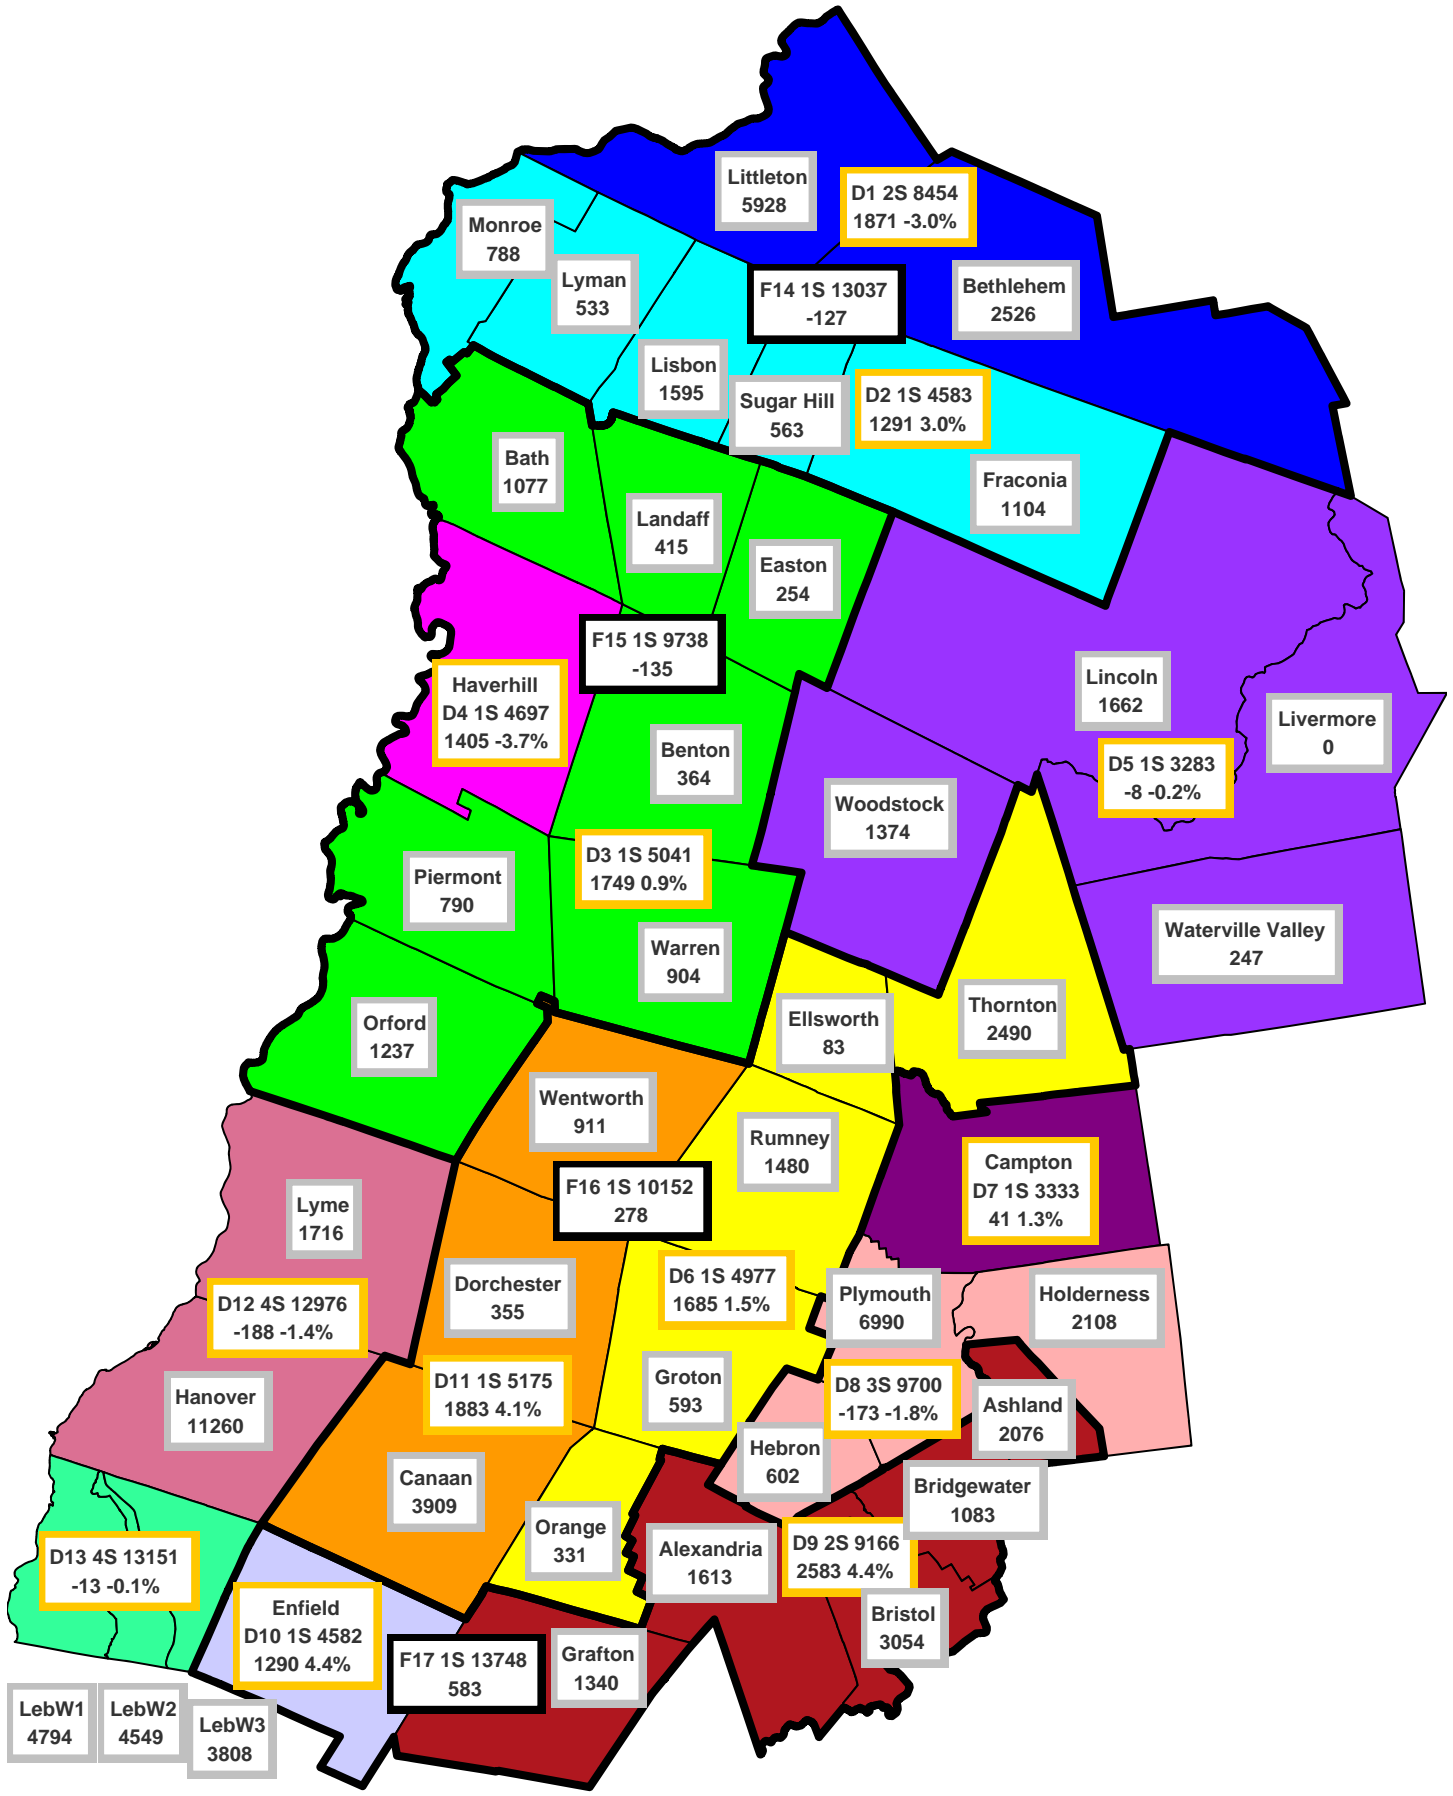 Littleton
5928
D1 2S 8454
1871 -3.0%
Monroe
788
Lyman
533
F14 1S 13037
-127
Bethlehem
2526
Lisbon
1595
Sugar Hill
563
D2 1S 4583
1291 3.0%
Bath
1077
Fraconia
1104
Landaff
415
Easton
254
F15 1S 9738
-135
Haverhill
D4 1S 4697
1405 -3.7%
Lincoln
1662
Livermore
0
Benton
364
D5 1S 3283
-8 -0.2%
Woodstock
1374
D3 1S 5041
1749 0.9%
Piermont
790
Warren
904
Waterville Valley
247
Orford
1237
Ellsworth
83
Thornton
2490
Wentworth
911
Rumney
1480
Campton
D7 1S 3333
41 1.3%
F16 1S 10152
278
Lyme
1716
Dorchester
355
D6 1S 4977
1685 1.5%
Plymouth
6990
Holderness
2108
D12 4S 12976
-188 -1.4%
D11 1S 5175
1883 4.1%
Groton
593
D8 3S 9700
-173 -1.8%
Hanover
11260
Ashland
2076
Hebron
602
Canaan
3909
Bridgewater
1083
Orange
331
Alexandria
1613
D9 2S 9166
2583 4.4%
D13 4S 13151
-13 -0.1%
Enfield
D10 1S 4582
1290 4.4%
Bristol
3054
F17 1S 13748
583
Grafton
1340
LebW1
4794
LebW2
4549
LebW3
3808